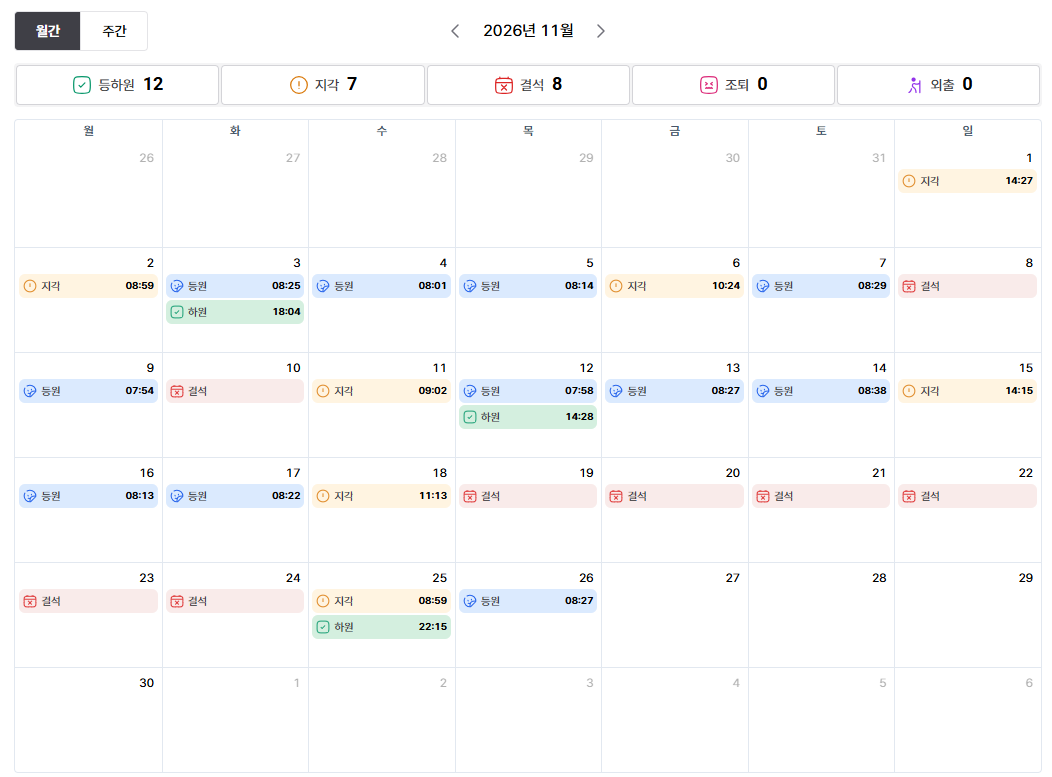 월간 주간 2026년 11월
등하원 12 지각 7 결석 8 조퇴 0 외출 0
월 화 수 목 금 토 일
26 27 28 29 30 31 1
지각 14:27
2 3 4 5 6 7 8
지각 08:59 등원 08:25 등원 08:01 등원 08:14 지각 10:24 등원 08:29 결석
하원 18:04
9 10 11 12 13 14 15
등원 07:54 결석 지각 09:02 등원 07:58 등원 08:27 등원 08:38 지각 14:15
하원 14:28
16 17 18 19 20 21 22
등원 08:13 등원 08:22 지각 11:13 결석 결석 결석 결석
23 24 25 26 27 28 29
결석 결석 지각 08:59 등원 08:27
하원 22:15
30 1 2 3 4 5 6